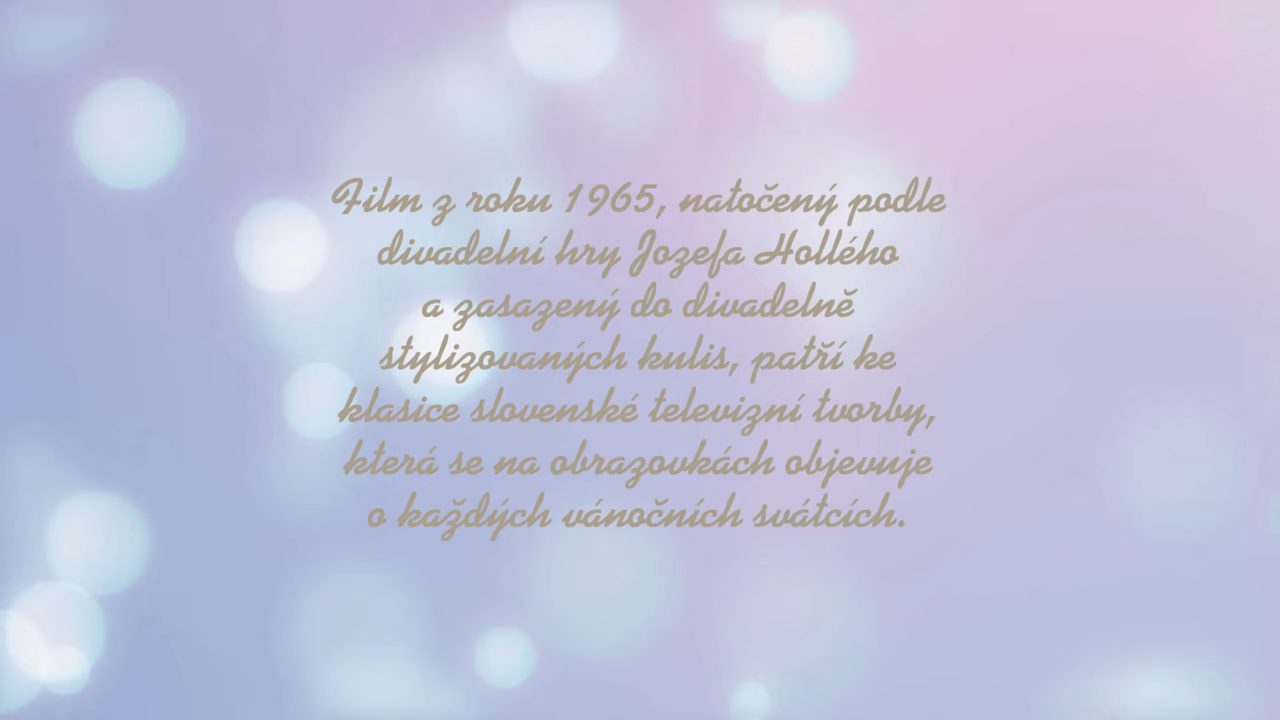 Film z roku 1965, natočený podle
divadelní hry Jozefa Hollého
a zasazený do divadelně
stylizovaných kulis, patří ke
klasice slovenské televizní tvorby,
která se na obrazovkách objevuje
o každých vánočních svátcích.